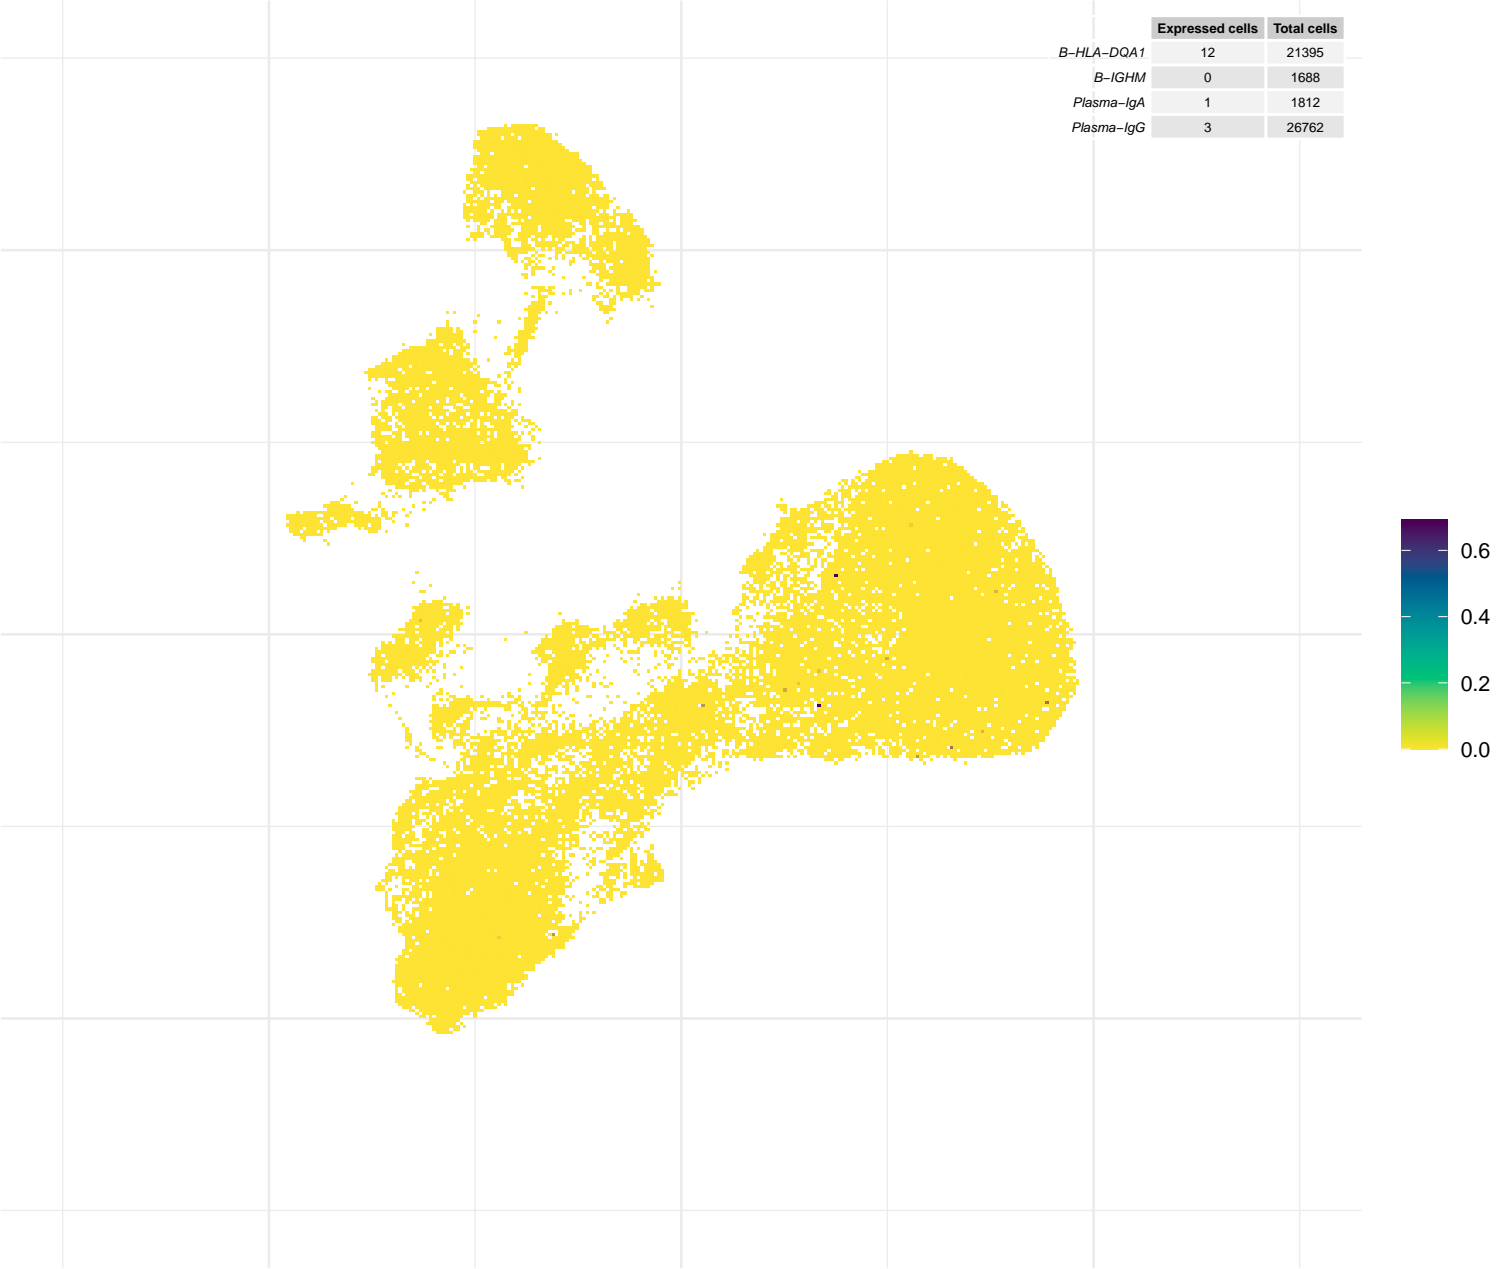 Expressed cells Total cells
B−HLA−DQA1 12 21395
B−IGHM 0 1688
Plasma−IgA 1 1812
Plasma−IgG 3 26762
0.6
0.4
0.2
0.0